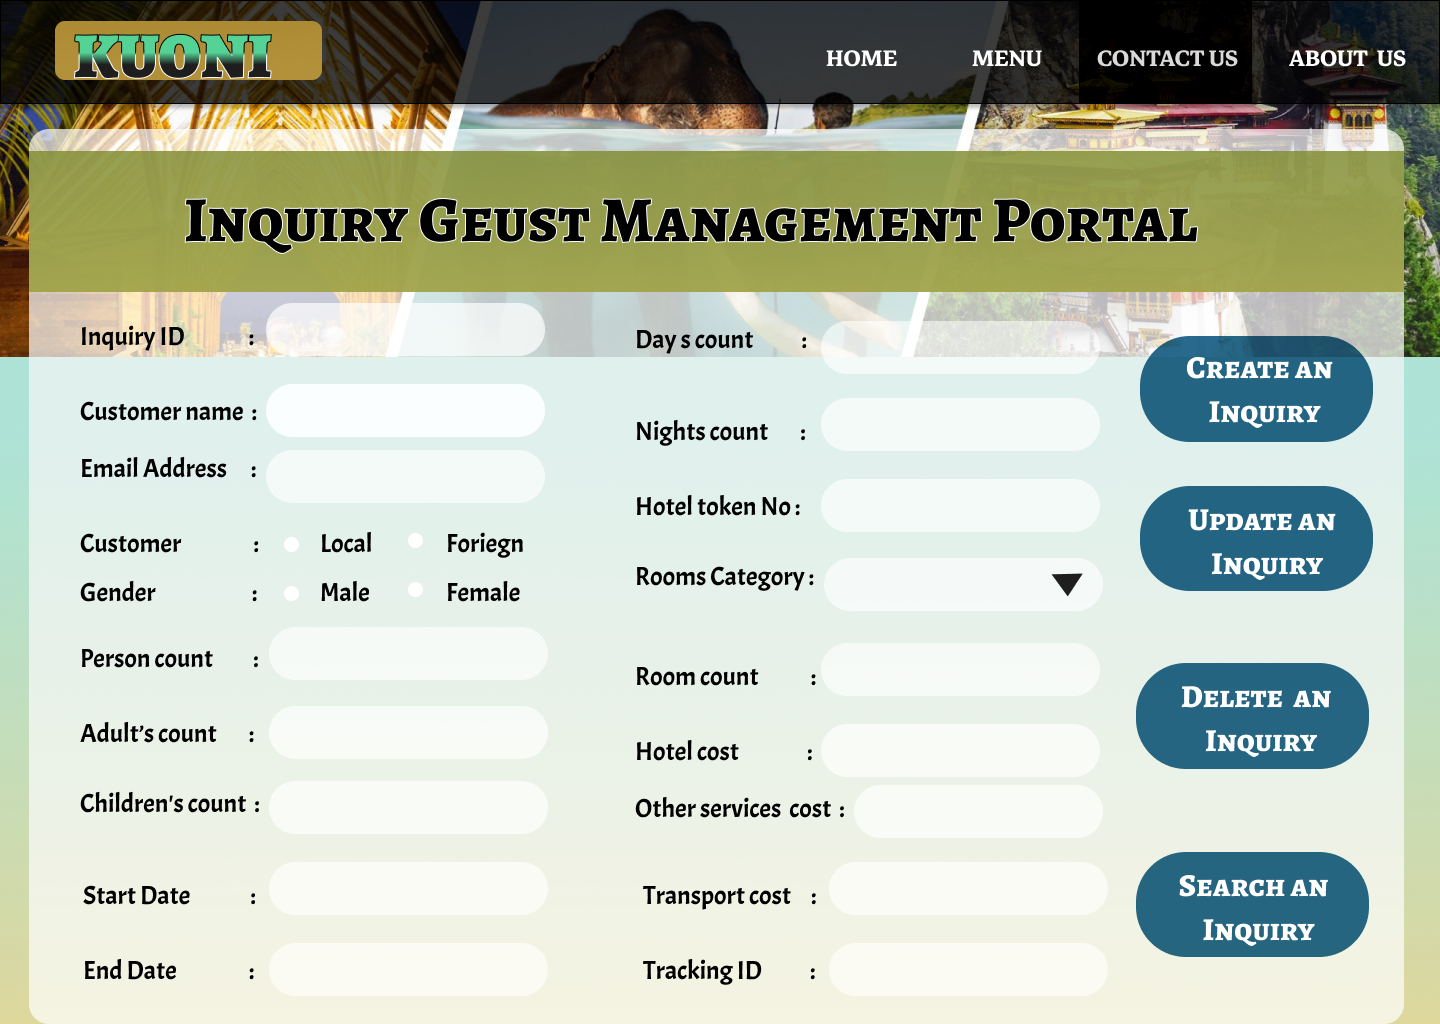 KUONI
HOME
MENU
CONTACT US
ABOUT US
Inquiry Geust Management Portal
Inquiry ID :
Customer name :
Email Address :
Customer : Local Foriegn
Gender : Male Female
Person count :
Adult’s count :
Children's count :
Start Date :
End Date :
Day s count :
Nights count :
Hotel token No :
Rooms Category :
Room count :
Hotel cost :
Other services cost :
Transport cost :
Tracking ID :
Create an
Inquiry
Update an
Inquiry
Delete an
Inquiry
Search an
Inquiry